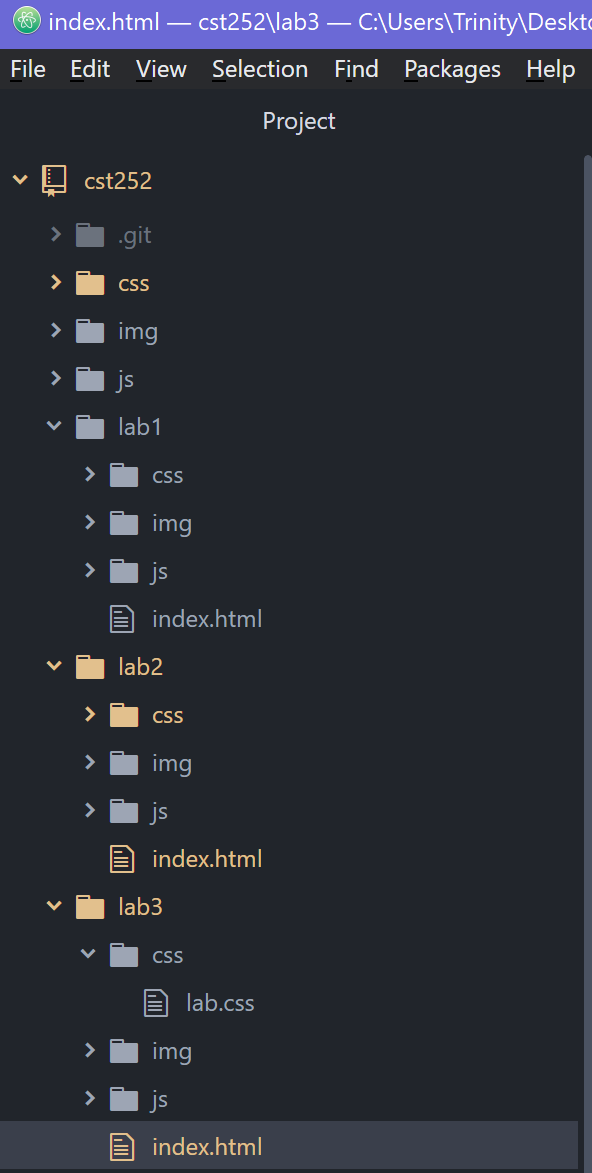 index.html — cst252\lab3 — C:\Users\Trinity\Deskto
File Edit View Selection Find Packages Help
Project
cst252
.git
css
img
js
lab1
css
img
js
index.html
lab2
css
img
js
index.html
lab3
css
lab.css
img
js
index.html